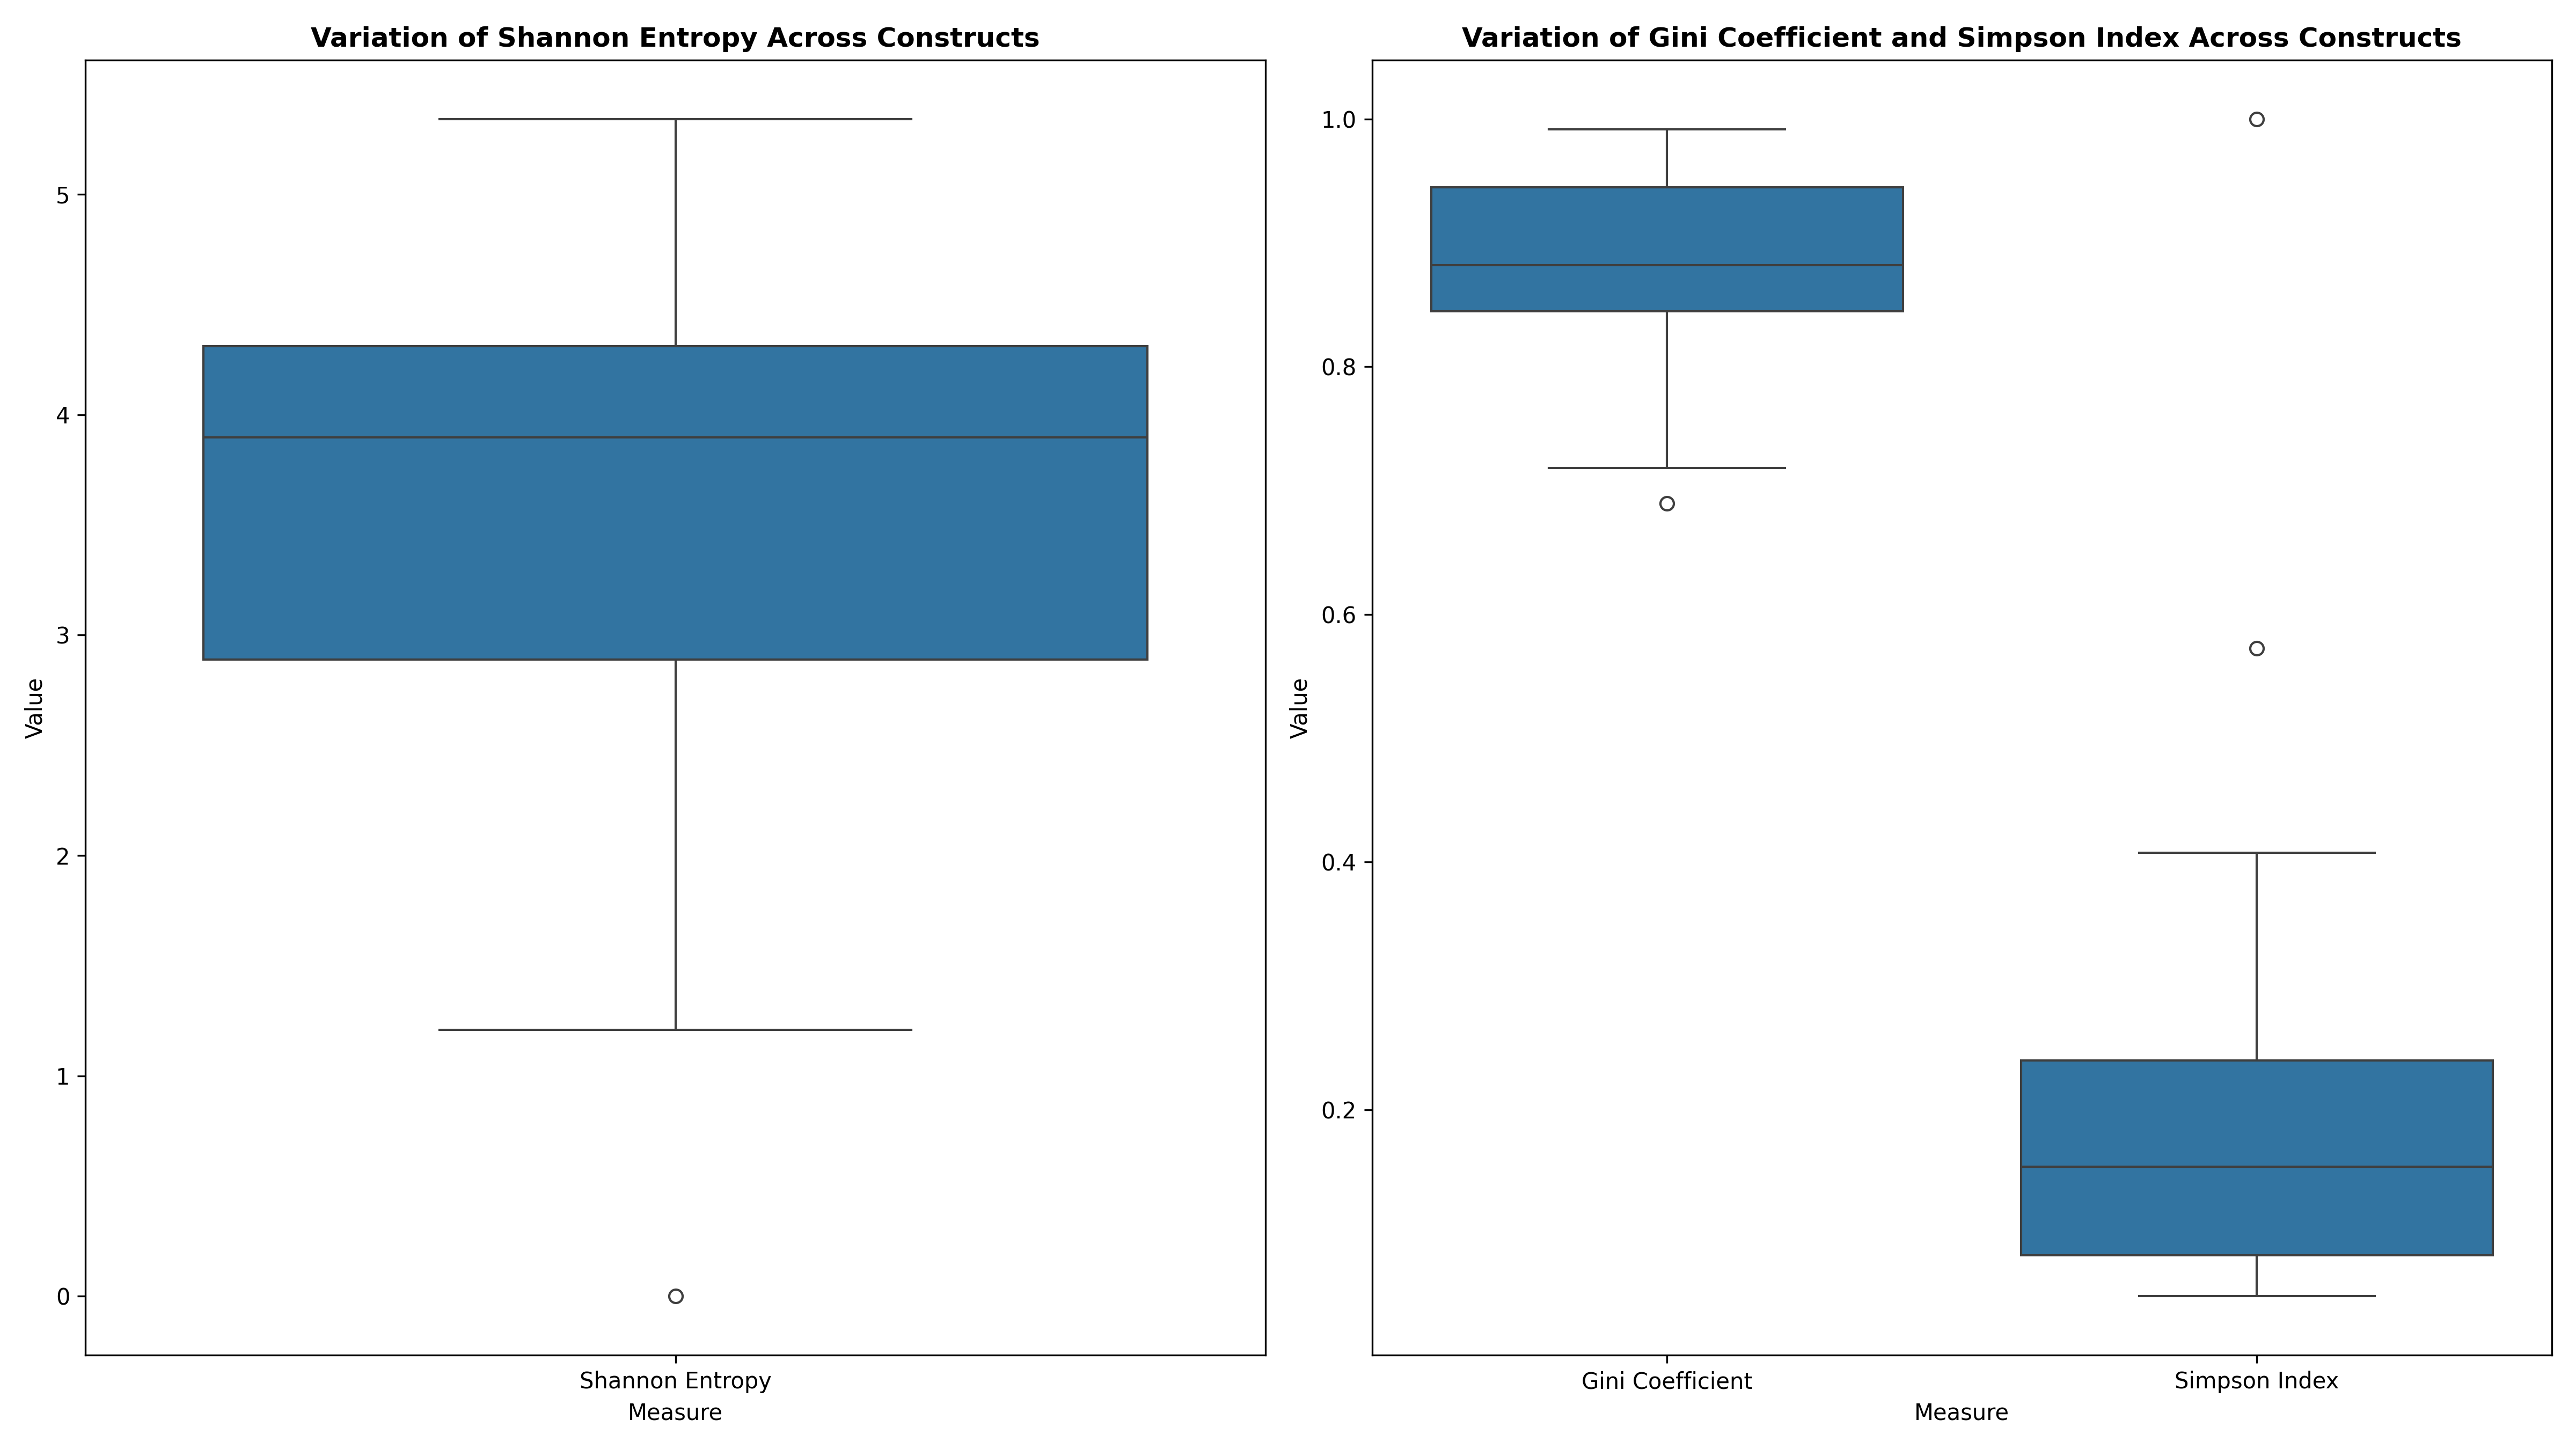 Variation of Shannon Entropy Across Constructs
5
4
3
2
1
0
Value
Shannon Entropy
Measure
Variation of Gini Coefficient and Simpson Index Across Constructs
1.0
0.8
0.6
0.4
0.2
Value
Gini Coefficient Simpson Index
Measure